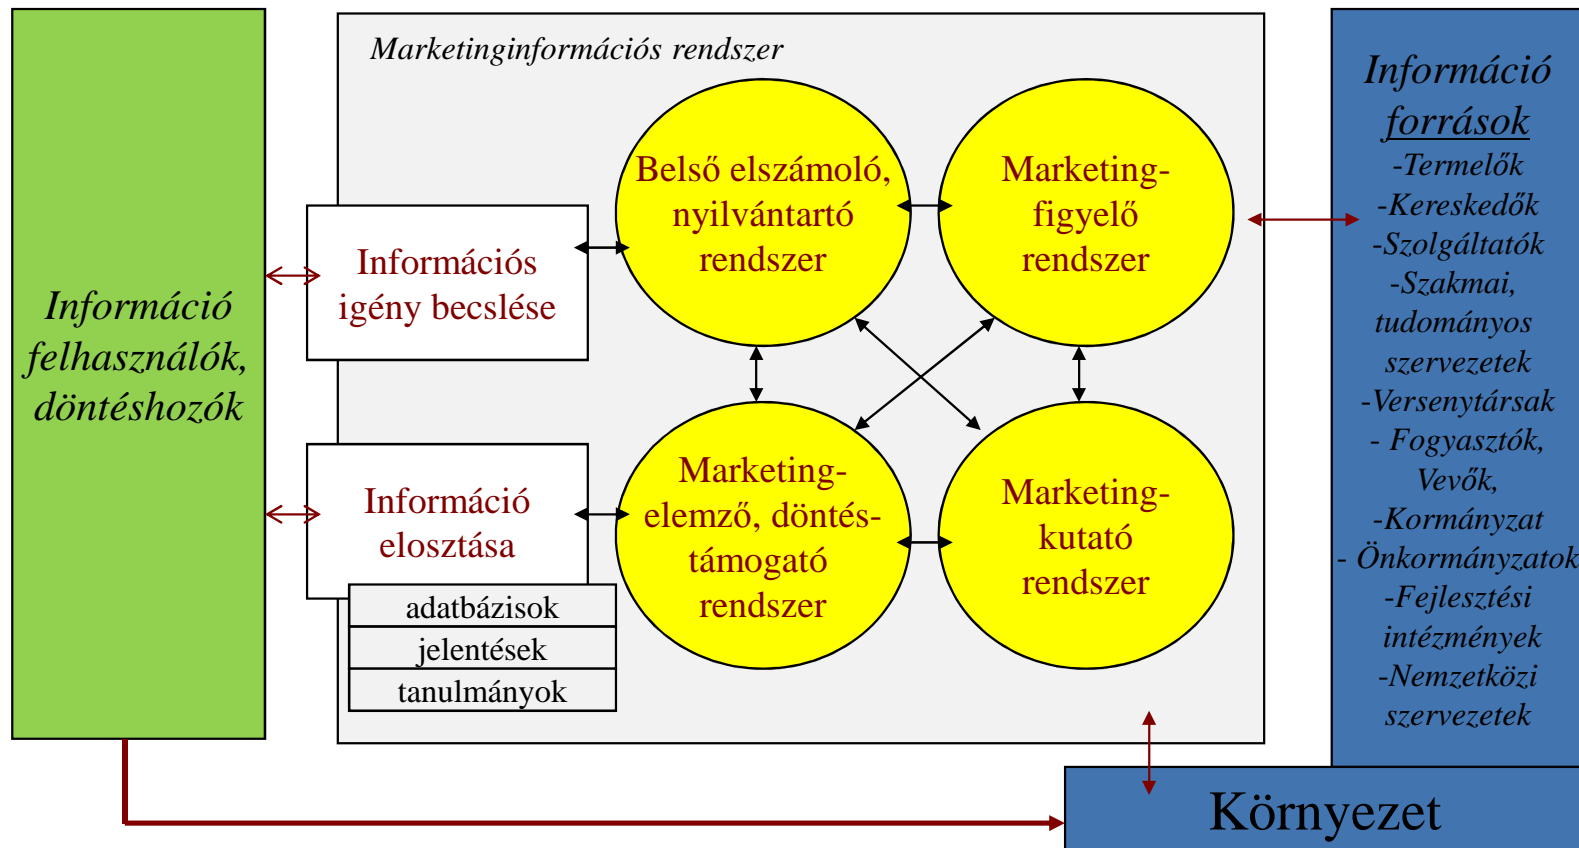 Marketinginformációs rendszer
Információ
felhasználók,
döntéshozók
Információs
igény becslése
Információ
elosztása
adatbázisok
jelentések
tanulmányok
Belső elszámoló,
nyilvántartó
rendszer
Marketing-
figyelő
rendszer
Marketing-
elemző, döntés-
támogató
rendszer
Marketing-
kutató
rendszer
Információ
források
-Termelők
-Kereskedők
-Szolgáltatók
-Szakmai,
tudományos
szervezetek
-Versenytársak
- Fogyasztók,
Vevők,
-Kormányzat
- Önkormányzatok
-Fejlesztési
intézmények
-Nemzetközi
szervezetek
Környezet